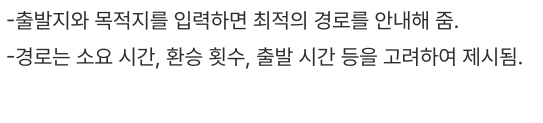 -출발지와 목적지를 입력하면 최적의 경로를 안내해 줌.
-경로는 소요 시간, 환승 횟수, 출발 시간 등을 고려하여 제시됨.